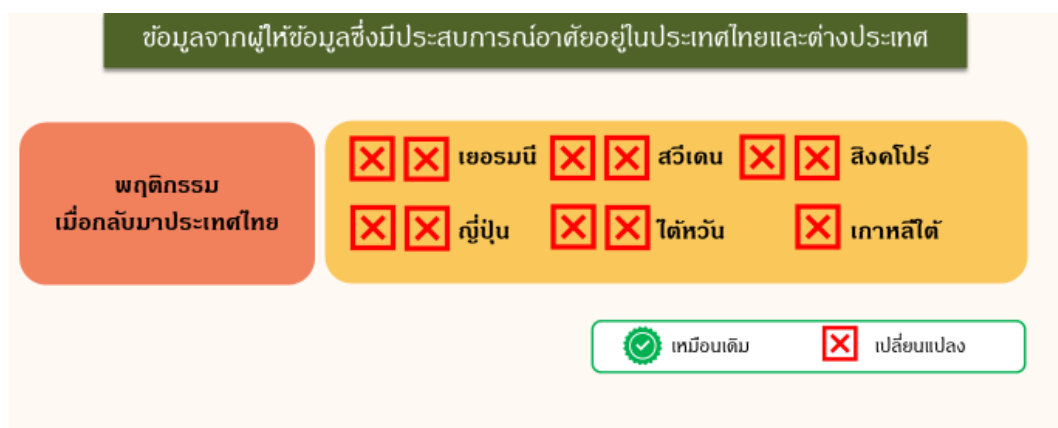 ข้อมูลจากผู้ให้ข้อมูลซึ่งมีประสบการณ์อาศัยอยู่ในประเทศไทยและต่างประเทศ
พฤติกรรม
เมื่อกลับมาประเทศไทย
เยอรมนี สวีเดน สิงคโปร์
ญี่ปุ่น ไต้หวัน เกาหลีใต้
เหมือนเดิม เปลี่ยนแปลง